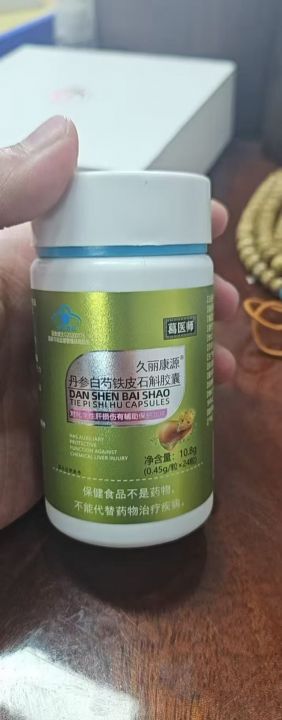 葛医师
久丽康源®
丹参白芍铁皮石斛胶囊
DAN SHEN BAI SHAO
TIE PI SHI HU CAPSULES
对化学性肝损伤有辅助保护功能
HAS AUXILIARY
PROTECTIVE
FUNCTION AGAINST
CHEMICAL LIVER INJURY
净含量：10.8g
(0.45g/粒×24粒)
保健食品不是药物，
不能代替药物治疗疾病。